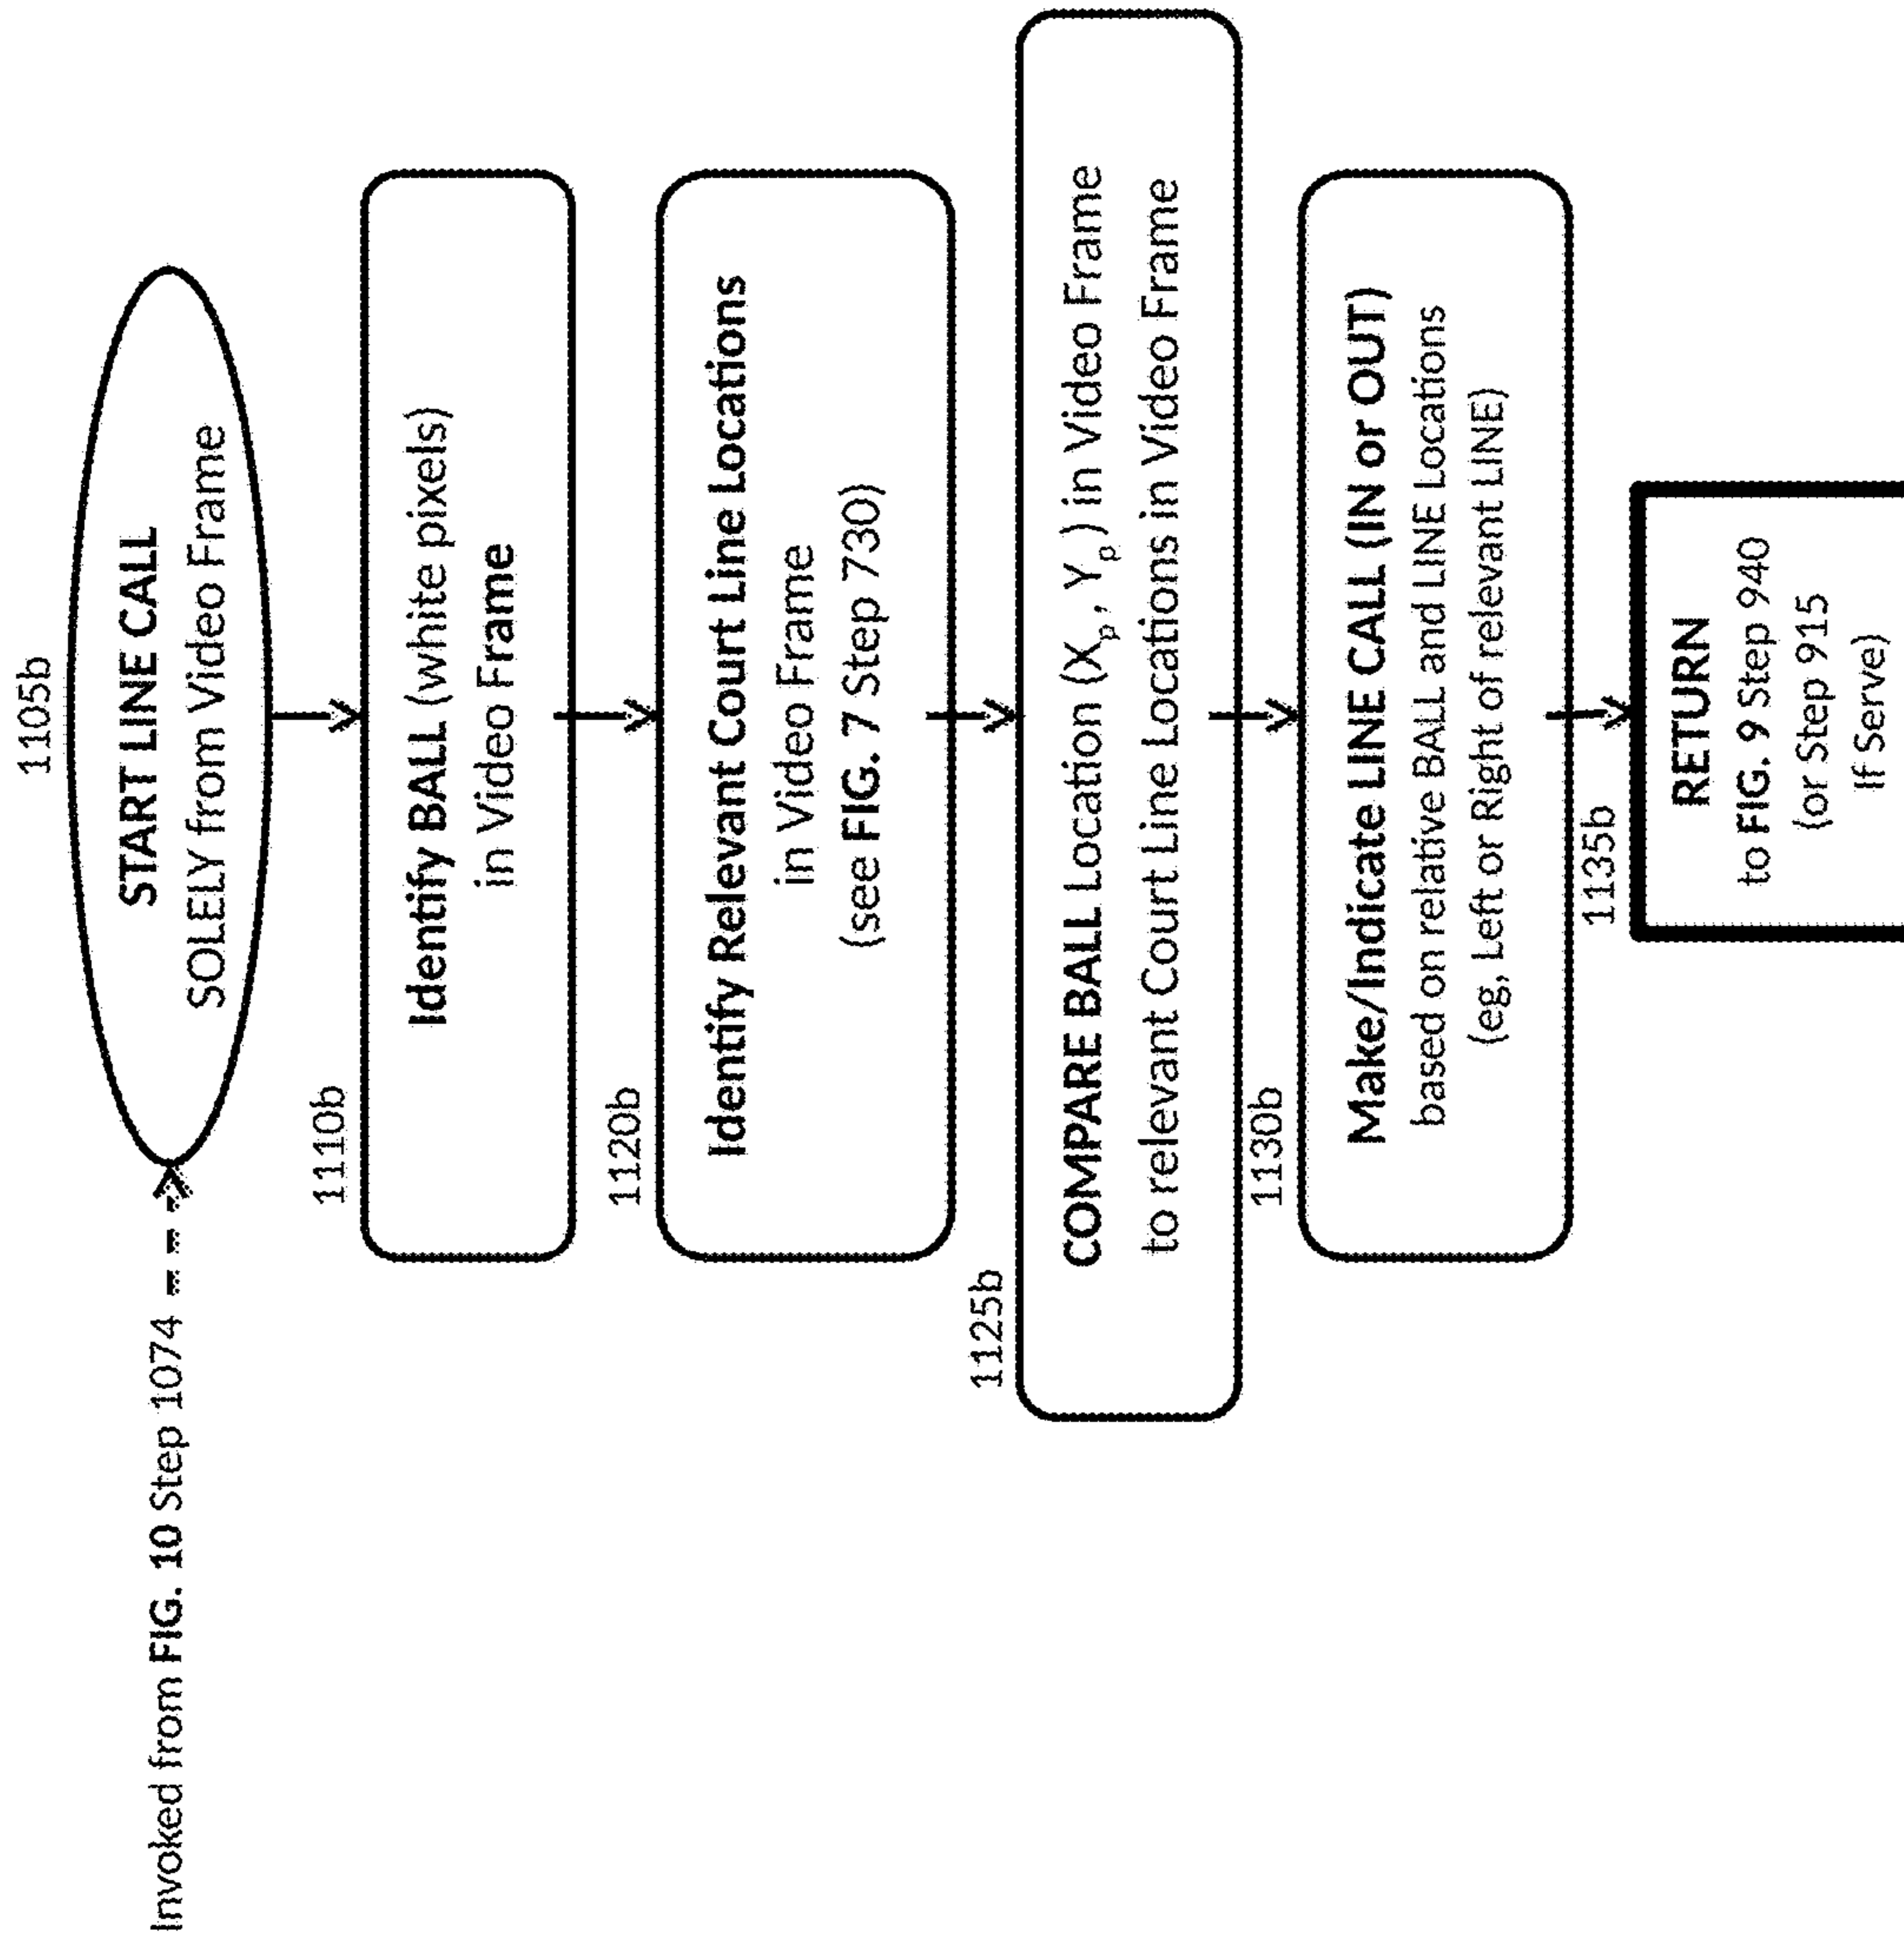 1105b
Invoked from FIG. 10 Step 1074
START LINE CALL
SOLELY from Video Frame
1110b
Identify BALL (white pixels)
in Video Frame
1120b
Identify Relevant Court Line Locations
in Video Frame
(see FIG. 7 Step 730)
1125b
COMPARE BALL Location (Xp, Yp) in Video Frame
to relevant Court Line Locations in Video Frame
1130b
Make/Indicate LINE CALL (IN or OUT)
based on relative BALL and LINE Locations
(eg, Left or Right of relevant LINE)
1135b
RETURN
to FIG. 9 Step 940
(or Step 915
If Serve)